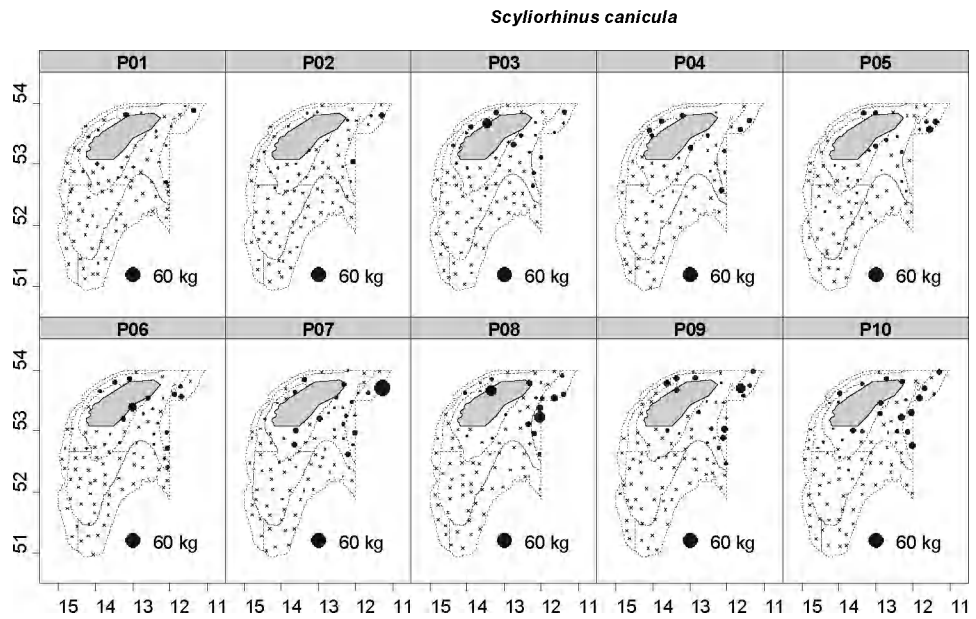 Scyliorhinus canicula
P01 P02 P03 P04 P05
54
53
52
51
60 kg 60 kg 60 kg 60 kg 60 kg
P06 P07 P08 P09 P10
54
53
52
51
60 kg 60 kg 60 kg 60 kg 60 kg
15 14 13 12 11 15 14 13 12 11 15 14 13 12 11 15 14 13 12 11 15 14 13 12 11